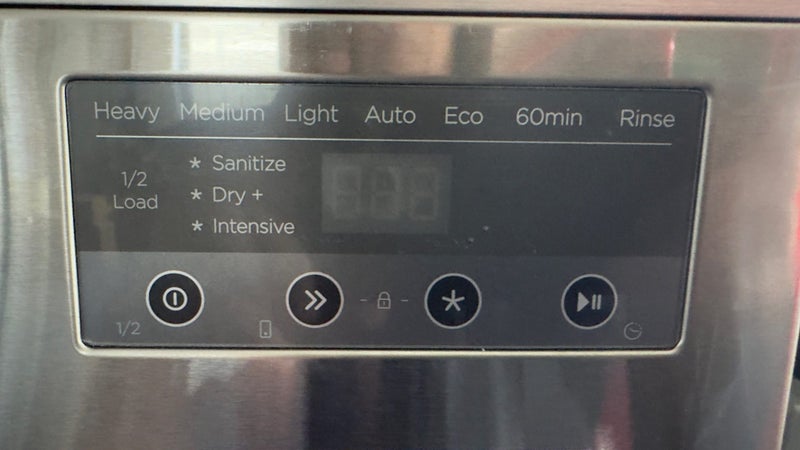 Heavy Medium Light Auto Eco 60min Rinse
1/2 Load
* Sanitize
* Dry +
* Intensive
1/2